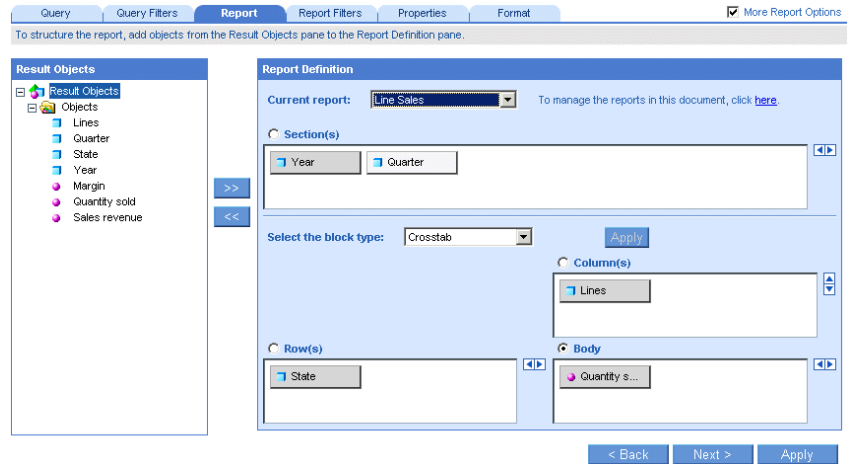 Query Query Filters Report Report Filters Properties Format More Report Options
To structure the report, add objects from the Result Objects pane to the Report Definition pane.
Result Objects
Result Objects
Objects
Lines
Quarter
State
Year
Margin
Quantity sold
Sales revenue
>>
<<
Report Definition
Current report: Line Sales To manage the reports in this document, click here.
Section(s)
Year Quarter
Select the block type: Crosstab Apply
Column(s)
Lines
Row(s) Body
State Quantity s...
< Back Next > Apply